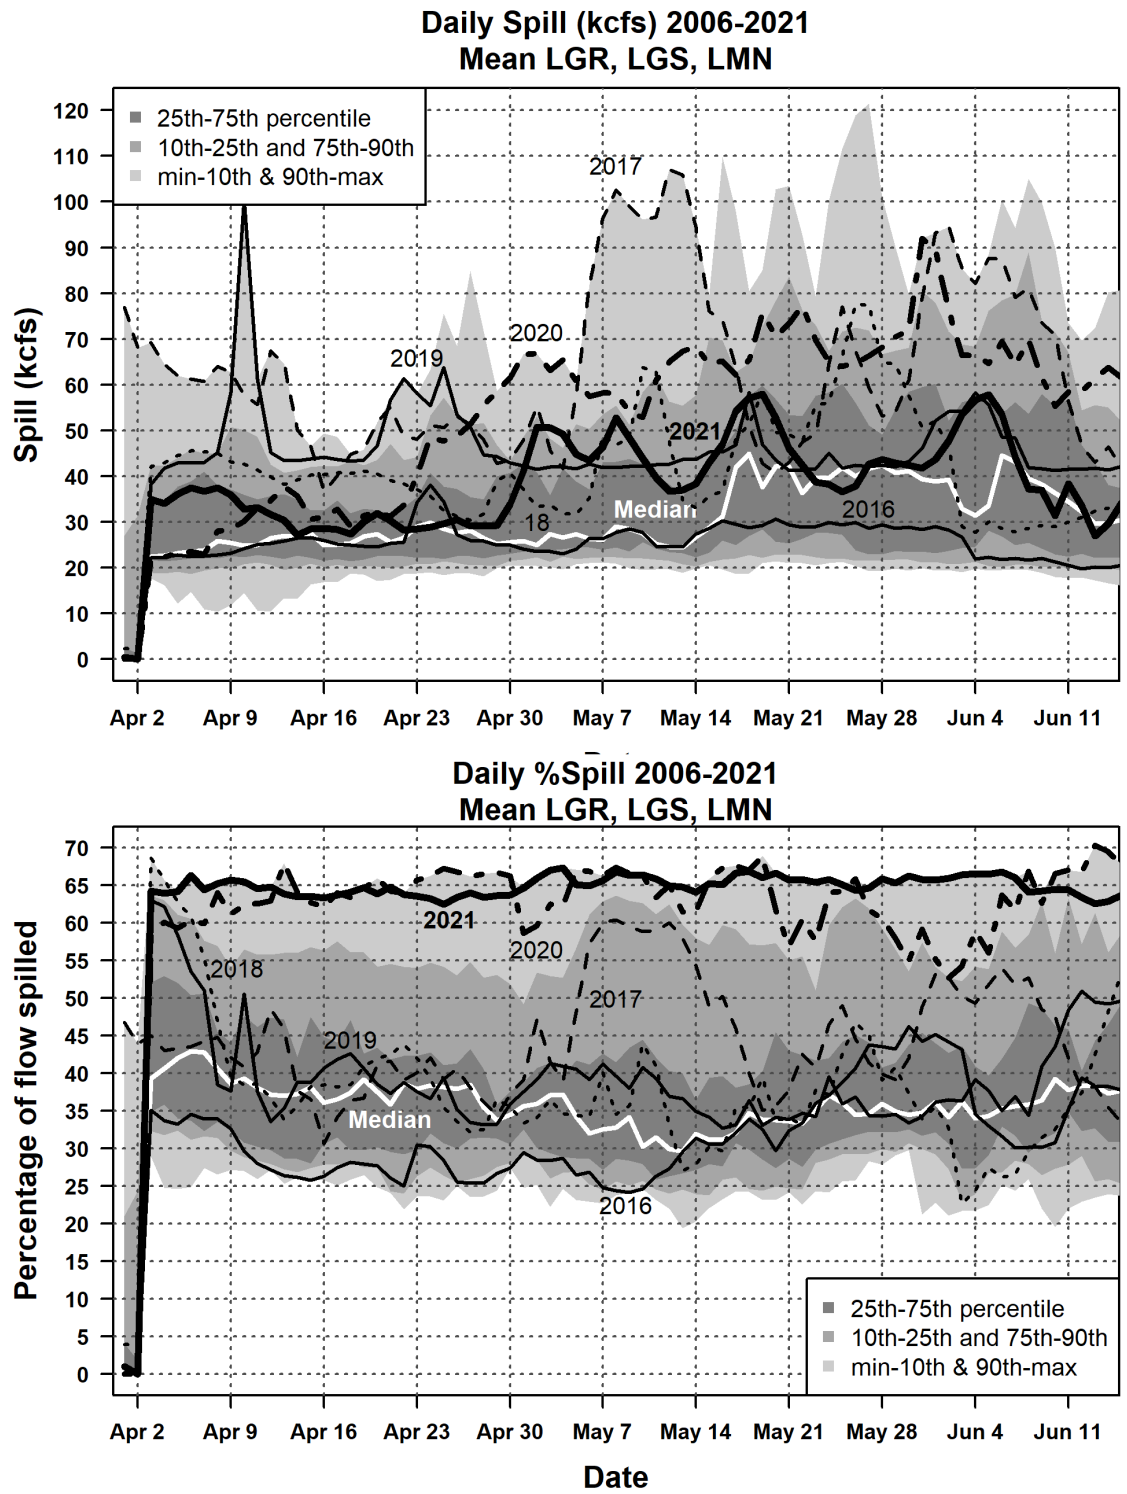 Daily Spill (kcfs) 2006-2021
Mean LGR, LGS, LMN
25th-75th percentile
10th-25th and 75th-90th
min-10th & 90th-max
Spill (kcfs)
120
110
100
90
80
70
60
50
40
30
20
10
0
2017
2020
2019
2021
Median
18
2016
Apr 2 Apr 9 Apr 16 Apr 23 Apr 30 May 7 May 14 May 21 May 28 Jun 4 Jun 11
Daily %Spill 2006-2021
Mean LGR, LGS, LMN
Percentage of flow spilled
70
65
60
55
50
45
40
35
30
25
20
15
10
5
0
2021
2020
2018
2017
2019
Median
2016
25th-75th percentile
10th-25th and 75th-90th
min-10th & 90th-max
Apr 2 Apr 9 Apr 16 Apr 23 Apr 30 May 7 May 14 May 21 May 28 Jun 4 Jun 11
Date